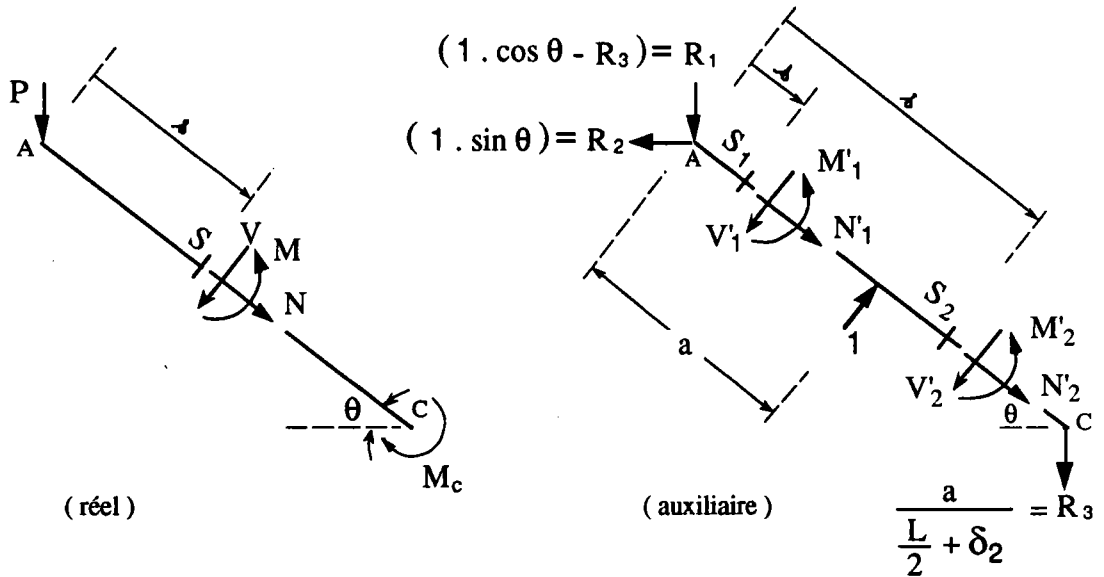 (1 . cos θ - R₃) = R₁
(1 . sin θ) = R₂
P
A
s
S
V
M
N
θ
C
M_c
( réel )
A
s
s
S₁
M'₁
V'₁
N'₁
a
1
S₂
M'₂
V'₂
N'₂
θ
C
( auxiliaire )
a / (L/2 + δ₂) = R₃